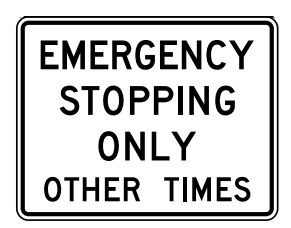 EMERGENCY
STOPPING
ONLY
OTHER TIMES